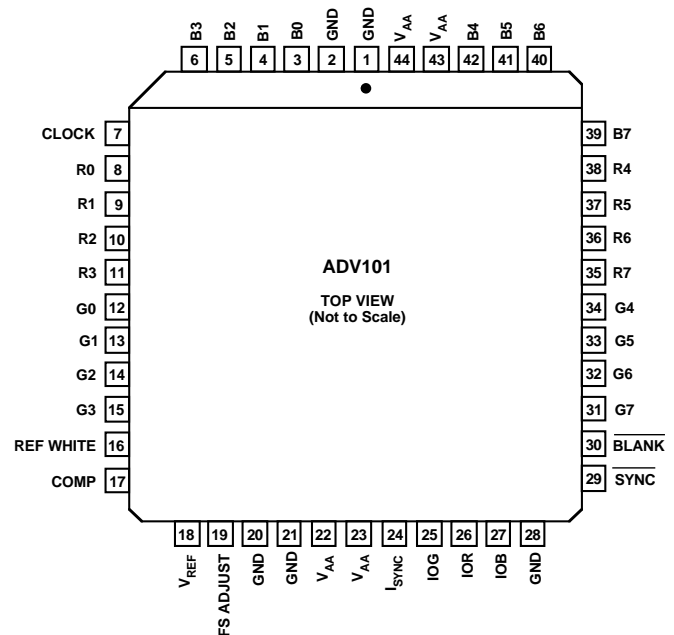 B3 B2 B1 B0 GND GND VAA VAA B4 B5 B6
6 5 4 3 2 1 44 43 42 41 40
CLOCK 7
R0 8
R1 9
R2 10
R3 11
G0 12
G1 13
G2 14
G3 15
REF WHITE 16
COMP 17
ADV101
TOP VIEW
(Not to Scale)
39 B7
38 R4
37 R5
36 R6
35 R7
34 G4
33 G5
32 G6
31 G7
30 BLANK
29 SYNC
18 19 20 21 22 23 24 25 26 27 28
VREF FS ADJUST GND GND VAA VAA ISYNC IOG IOR IOB GND